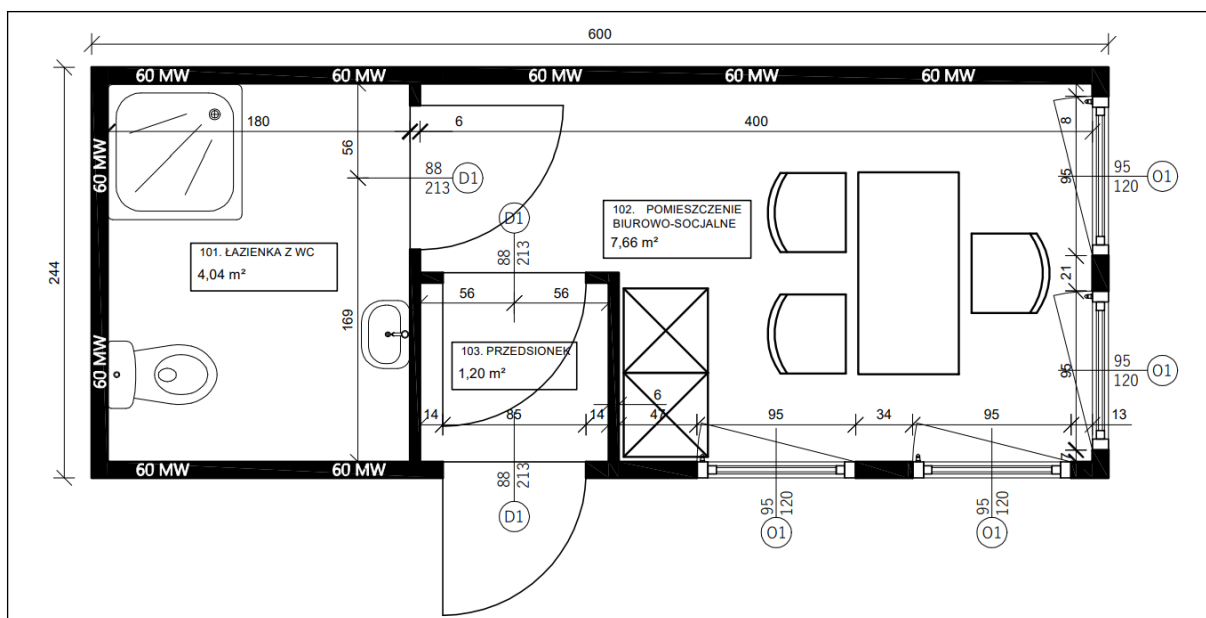 600
60 MW
60 MW
60 MW
60 MW
60 MW
180
6
400
8
60 MW
56
88
213
D1
95
95
120
O1
D1
102. POMIESZCZENIE
BIUROWO-SOCJALNE
7,66 m²
101. ŁAZIENKA Z WC
4,04 m²
88
213
244
21
56
56
169
103. PRZEDSIONEK
1,20 m²
60 MW
95
95
120
O1
14
85
14
6
47
95
34
95
13
7
60 MW
60 MW
88
213
D1
95
120
O1
95
120
O1